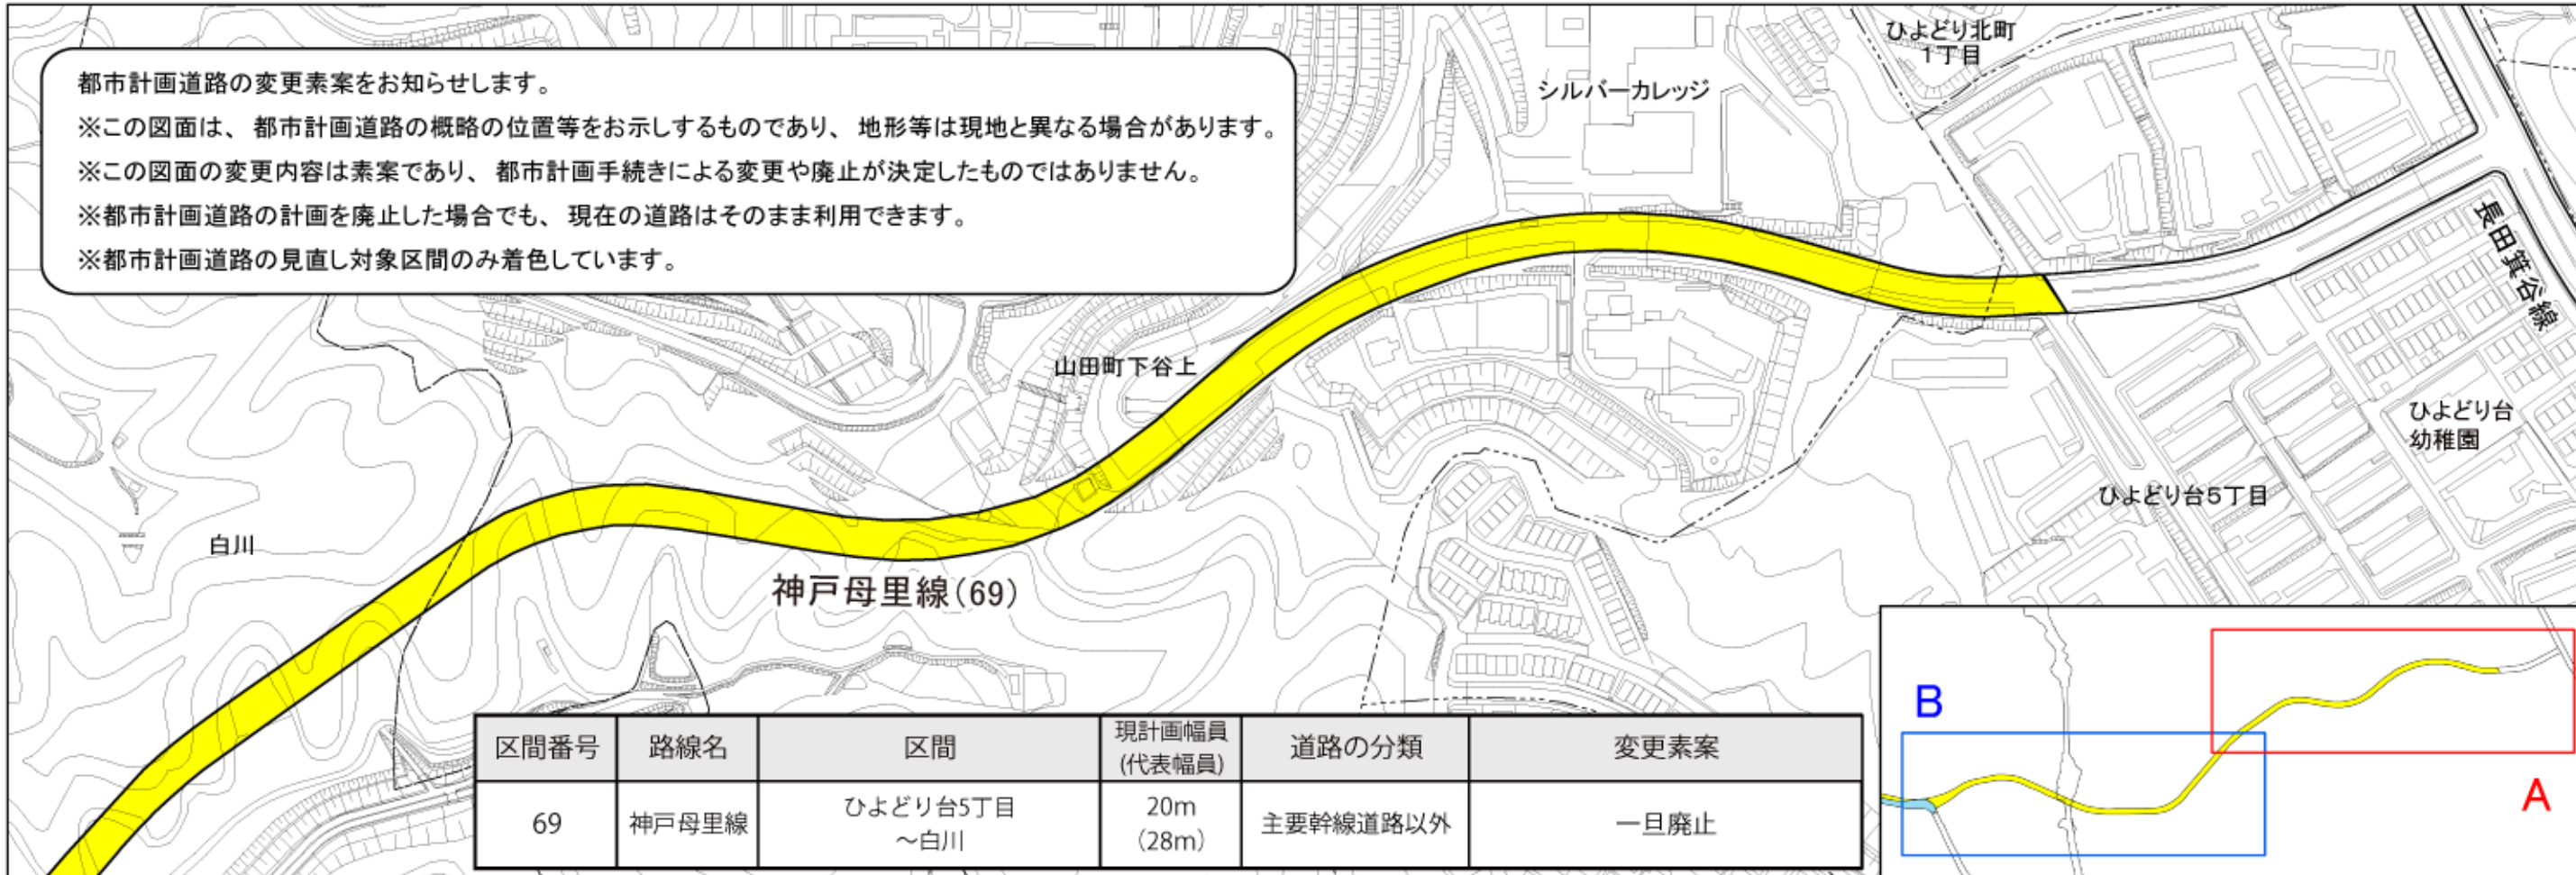 都市計画道路の変更素案をお知らせします。
※この図面は、都市計画道路の概略の位置等をお示しするものであり、地形等は現地と異なる場合があります。
※この図面の変更内容は素案であり、都市計画手続きによる変更や廃止が決定したものではありません。
※都市計画道路の計画を廃止した場合でも、現在の道路はそのまま利用できます。
※都市計画道路の見直し対象区間のみ着色しています。
ひよどり北町
1丁目
シルバーカレッジ
長田箕谷線
山田町下谷上
ひよどり台
幼稚園
ひよどり台5丁目
白川
神戸母里線(69)
区間番号
路線名
区間
現計画幅員
(代表幅員)
道路の分類
変更素案
69
神戸母里線
ひよどり台5丁目
～白川
20m
(28m)
主要幹線道路以外
一旦廃止
B
A